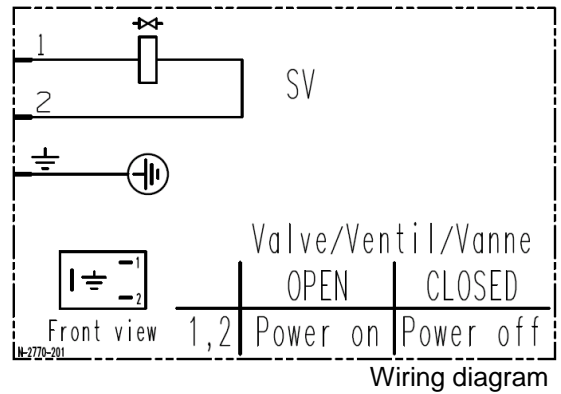 1
SV
2
Valve/Ventil/Vanne
1
OPEN CLOSED
2
Front view 1,2 Power on Power off
N-2770-201
Wiring diagram